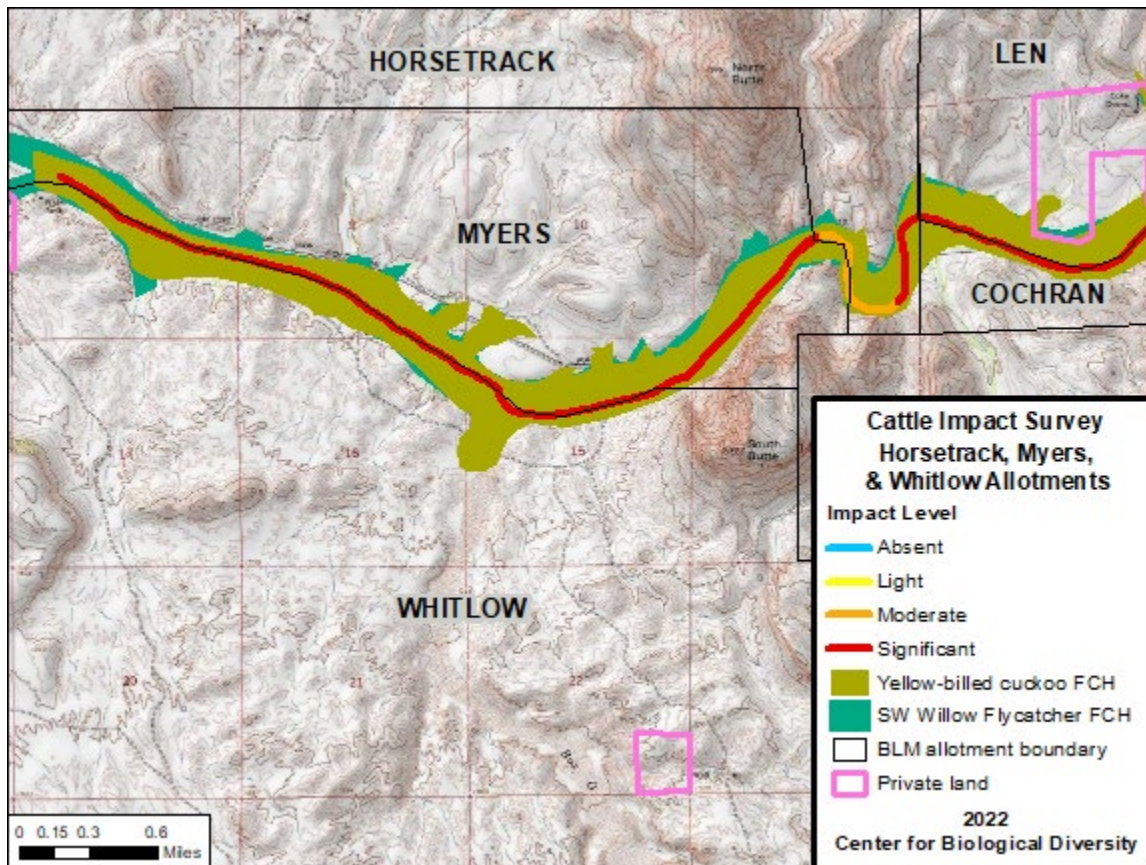 HORSETRACK
North
Butte
LEN
MYERS
10
COCHRAN
15
16
South
Butte
WHITLOW
20
21
22
Cattle Impact Survey
Horsetrack, Myers,
& Whitlow Allotments
Impact Level
Absent
Light
Moderate
Significant
Yellow-billed cuckoo FCH
SW Willow Flycatcher FCH
BLM allotment boundary
Private land
2022
Center for Biological Diversity
0 0.15 0.3 0.6
Miles